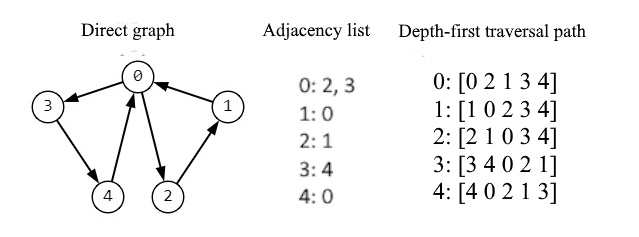 Direct graph
Adjacency list
Depth-first traversal path
0
3
1
4
2
0: 2, 3
1: 0
2: 1
3: 4
4: 0
0: [0 2 1 3 4]
1: [1 0 2 3 4]
2: [2 1 0 3 4]
3: [3 4 0 2 1]
4: [4 0 2 1 3]